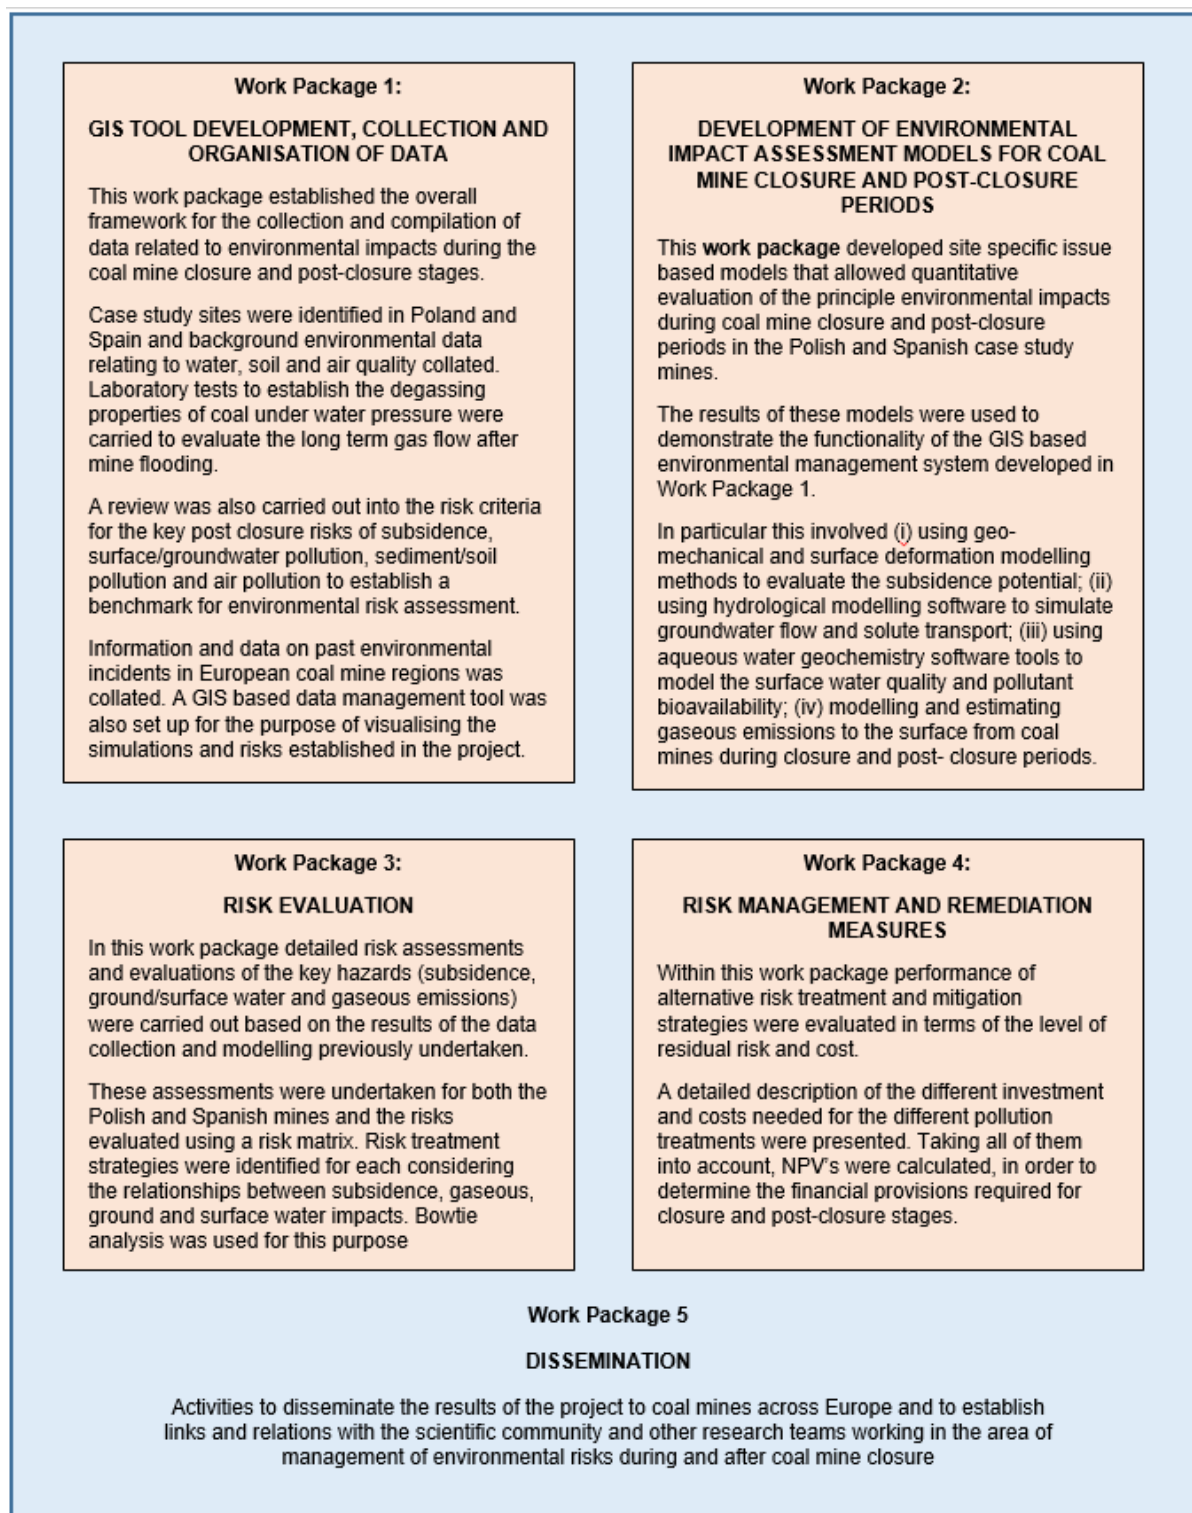 Work Package 1:
GIS TOOL DEVELOPMENT, COLLECTION AND
ORGANISATION OF DATA
This work package established the overall
framework for the collection and compilation of
data related to environmental impacts during the
coal mine closure and post-closure stages.
Case study sites were identified in Poland and
Spain and background environmental data
relating to water, soil and air quality collated.
Laboratory tests to establish the degassing
properties of coal under water pressure were
carried to evaluate the long term gas flow after
mine flooding.
A review was also carried out into the risk criteria
for the key post closure risks of subsidence,
surface/groundwater pollution, sediment/soil
pollution and air pollution to establish a
benchmark for environmental risk assessment.
Information and data on past environmental
incidents in European coal mine regions was
collated. A GIS based data management tool was
also set up for the purpose of visualising the
simulations and risks established in the project.
Work Package 2:
DEVELOPMENT OF ENVIRONMENTAL
IMPACT ASSESSMENT MODELS FOR COAL
MINE CLOSURE AND POST-CLOSURE
PERIODS
This work package developed site specific issue
based models that allowed quantitative
evaluation of the principle environmental impacts
during coal mine closure and post-closure
periods in the Polish and Spanish case study
mines.
The results of these models were used to
demonstrate the functionality of the GIS based
environmental management system developed in
Work Package 1.
In particular this involved (i) using geo-
mechanical and surface deformation modelling
methods to evaluate the subsidence potential; (ii)
using hydrological modelling software to simulate
groundwater flow and solute transport; (iii) using
aqueous water geochemistry software tools to
model the surface water quality and pollutant
bioavailability; (iv) modelling and estimating
gaseous emissions to the surface from coal
mines during closure and post- closure periods.
Work Package 3:
RISK EVALUATION
In this work package detailed risk assessments
and evaluations of the key hazards (subsidence,
ground/surface water and gaseous emissions)
were carried out based on the results of the data
collection and modelling previously undertaken.
These assessments were undertaken for both the
Polish and Spanish mines and the risks
evaluated using a risk matrix. Risk treatment
strategies were identified for each considering
the relationships between subsidence, gaseous,
ground and surface water impacts. Bowtie
analysis was used for this purpose
Work Package 4:
RISK MANAGEMENT AND REMEDIATION
MEASURES
Within this work package performance of
alternative risk treatment and mitigation
strategies were evaluated in terms of the level of
residual risk and cost.
A detailed description of the different investment
and costs needed for the different pollution
treatments were presented. Taking all of them
into account, NPV's were calculated, in order to
determine the financial provisions required for
closure and post-closure stages.
Work Package 5
DISSEMINATION
Activities to disseminate the results of the project to coal mines across Europe and to establish
links and relations with the scientific community and other research teams working in the area of
management of environmental risks during and after coal mine closure